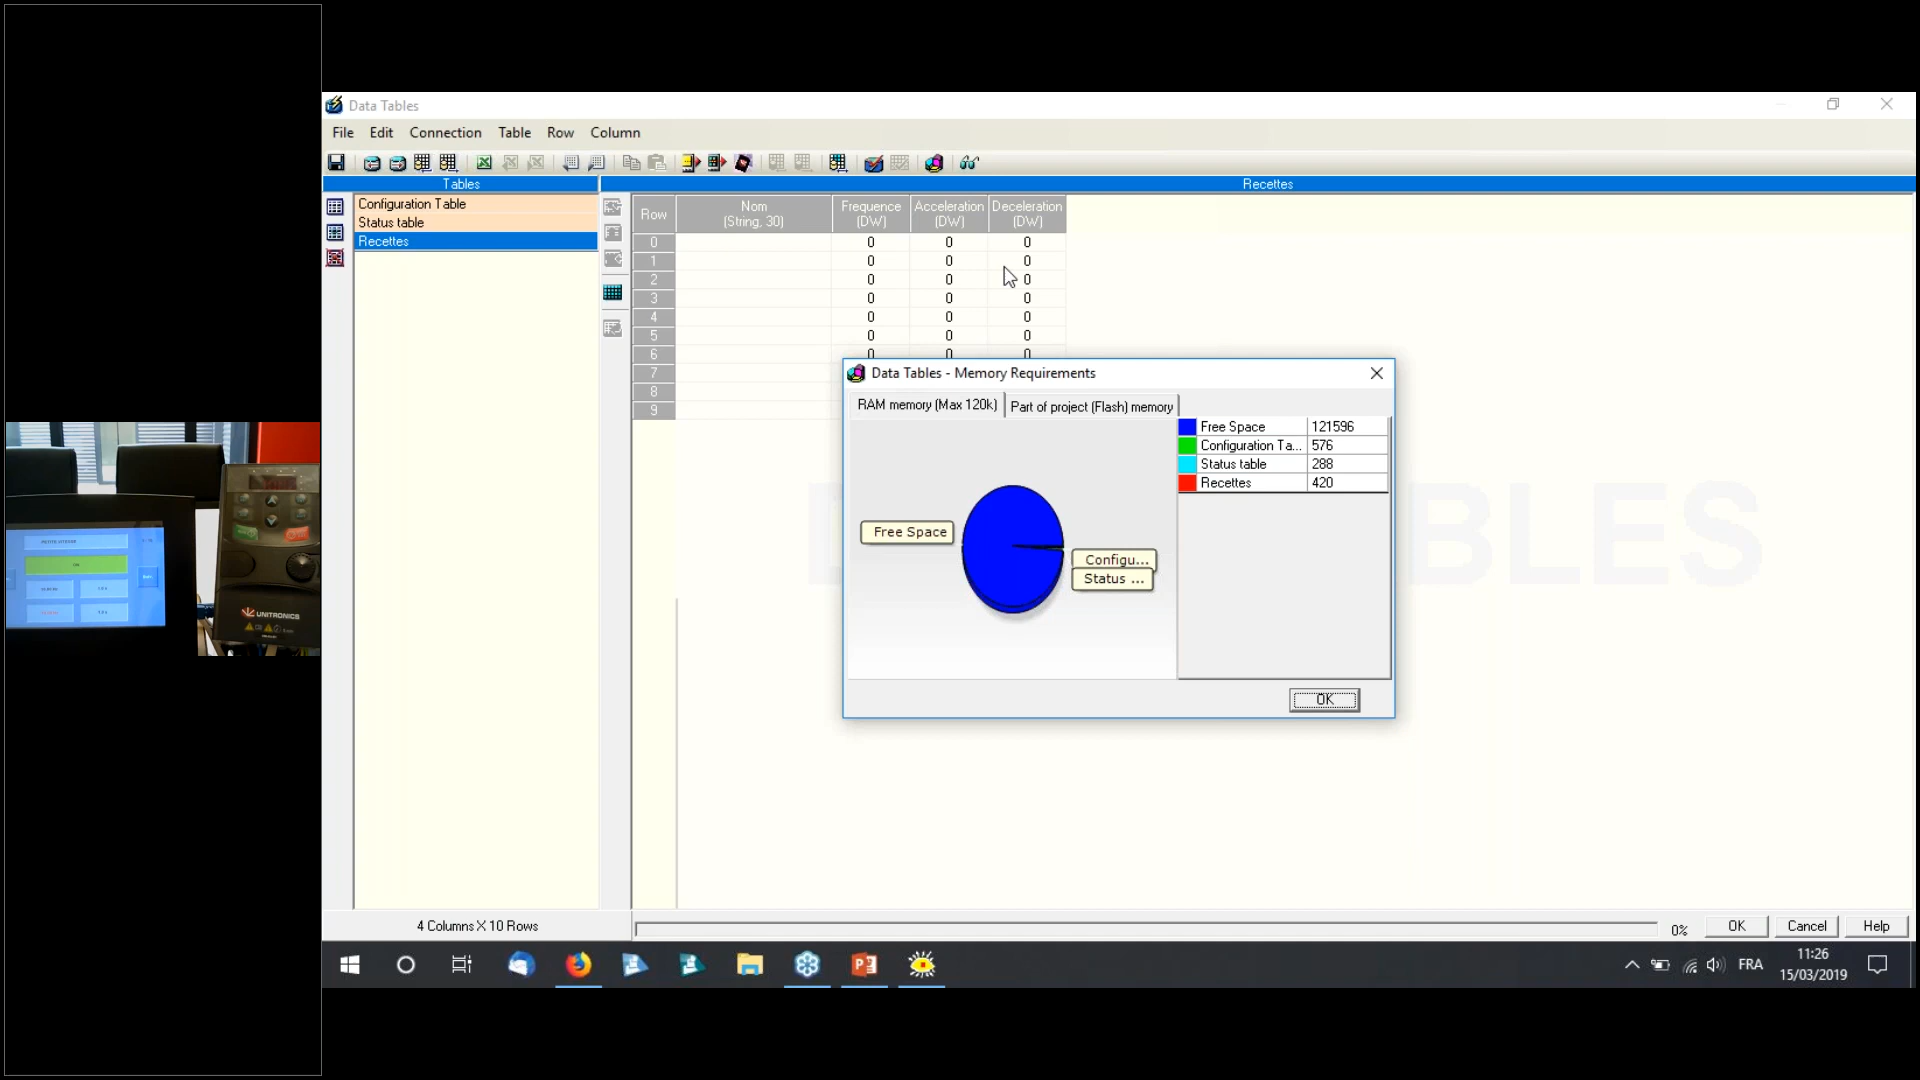 Data Tables
File Edit Connection Table Row Column
Tables
Recettes
Configuration Table
Status table
Recettes
Row Nom (String, 30) Frequence (DW) Acceleration (DW) Deceleration (DW)
0 0 0 0
1 0 0 0
2 0 0 0
3 0 0 0
4 0 0 0
5 0 0 0
6 0 0 0
7
8
9
Data Tables - Memory Requirements
RAM memory (Max 120k) Part of project (Flash) memory
Free Space 121596
Configuration Ta... 576
Status table 288
Recettes 420
Free Space
Configu...
Status ...
OK
BLES
UNITRONICS
4 Columns X 10 Rows
0% OK Cancel Help
FRA
11:26
15/03/2019